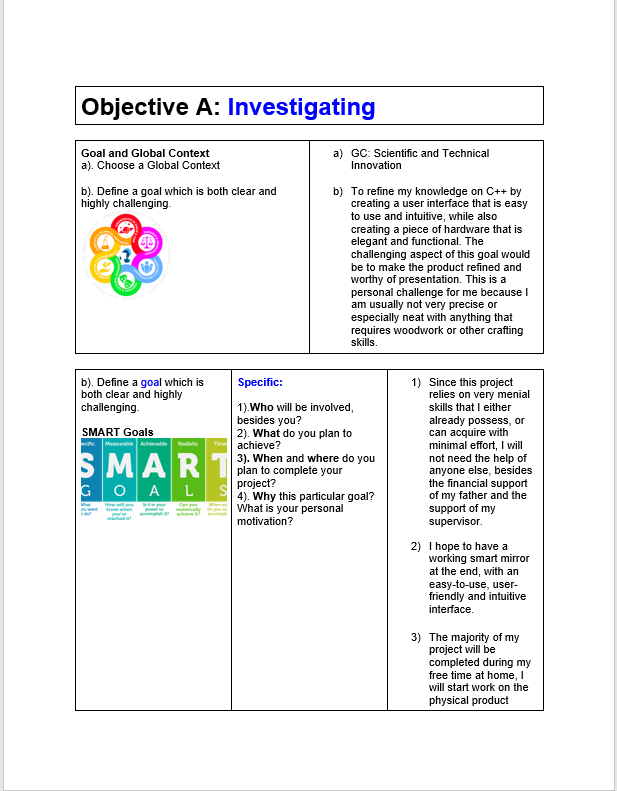 Objective A: Investigating
Goal and Global Context
a). Choose a Global Context
b). Define a goal which is both clear and
highly challenging.
a) GC: Scientific and Technical
Innovation
b) To refine my knowledge on C++ by
creating a user interface that is easy
to use and intuitive, while also
creating a piece of hardware that is
elegant and functional. The
challenging aspect of this goal would
be to make the product refined and
worthy of presentation. This is a
personal challenge for me because I
am usually not very precise or
especially neat with anything that
requires woodwork or other crafting
skills.
b). Define a goal which is
both clear and highly
challenging.
SMART Goals
ecific Measurable Achievable Realistic Time
S M A R T
G O A L S
What How will you Is it in your Can you When
u want know when power to realistically do you
do? you've accomplish it? achieve it? accompl
reached it?
Specific:
1).Who will be involved,
besides you?
2). What do you plan to
achieve?
3). When and where do you
plan to complete your
project?
4). Why this particular goal?
What is your personal
motivation?
1) Since this project
relies on very menial
skills that I either
already possess, or
can acquire with
minimal effort, I will
not need the help of
anyone else, besides
the financial support
of my father and the
support of my
supervisor.
2) I hope to have a
working smart mirror
at the end, with an
easy-to-use, user-
friendly and intuitive
interface.
3) The majority of my
project will be
completed during my
free time at home, I
will start work on the
physical product